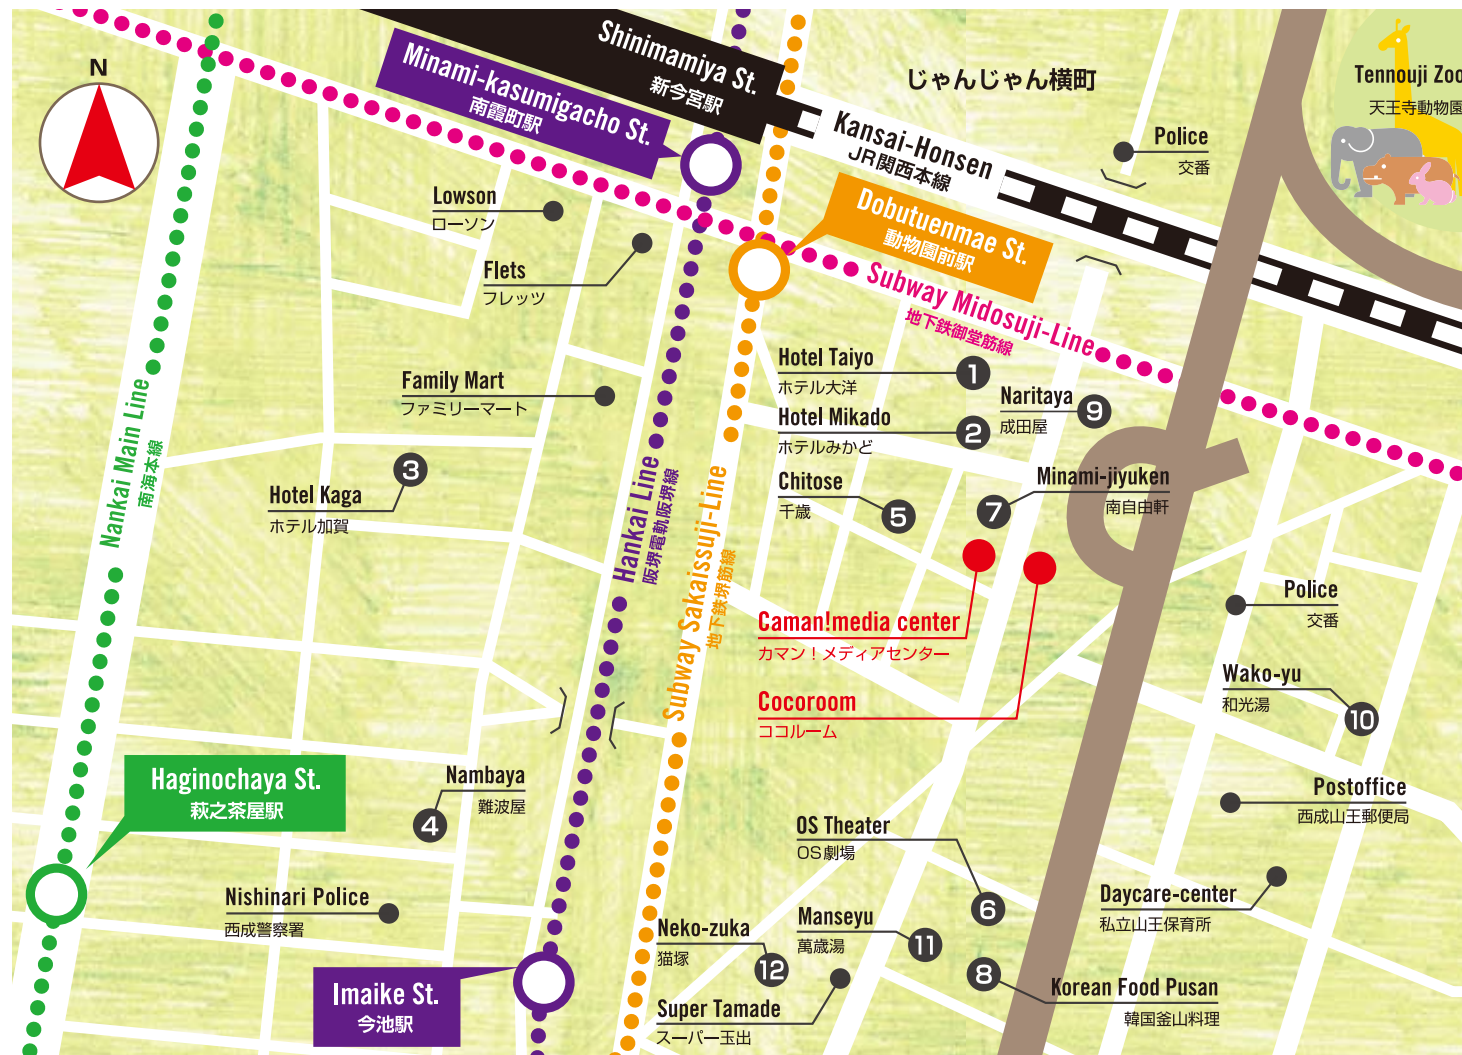 N
Shinimamiya St.
新今宮駅
Minami-kasumigacho St.
南霞町駅
じゃんじゃん横町
Tennouji Zoo
天王寺動物園
Kansai-Honsen
JR関西本線
Police
交番
Lowson
ローソン
Dobutuenmae St.
動物園前駅
Flets
フレッツ
Subway Midosuji-Line
地下鉄御堂筋線
Hotel Taiyo
ホテル大洋
1
Family Mart
ファミリーマート
Naritaya
成田屋
9
Hotel Mikado
ホテルみかど
2
Nankai Main Line
南海本線
3
Hotel Kaga
ホテル加賀
Hankai Line
阪堺電軌阪堺線
Subway Sakaissuji-Line
地下鉄堺筋線
Chitose
千歳
5
Minami-jiyuken
南自由軒
7
Caman!media center
カマン！メディアセンター
Police
交番
Cocoroom
ココルーム
Wako-yu
和光湯
10
Haginochaya St.
萩之茶屋駅
Nambaya
難波屋
4
Postoffice
西成山王郵便局
OS Theater
OS劇場
6
Nishinari Police
西成警察署
Daycare-center
私立山王保育所
Neko-zuka
猫塚
12
Manseyu
萬歳湯
11
8
Korean Food Pusan
韓国釜山料理
Imaike St.
今池駅
Super Tamade
スーパー玉出